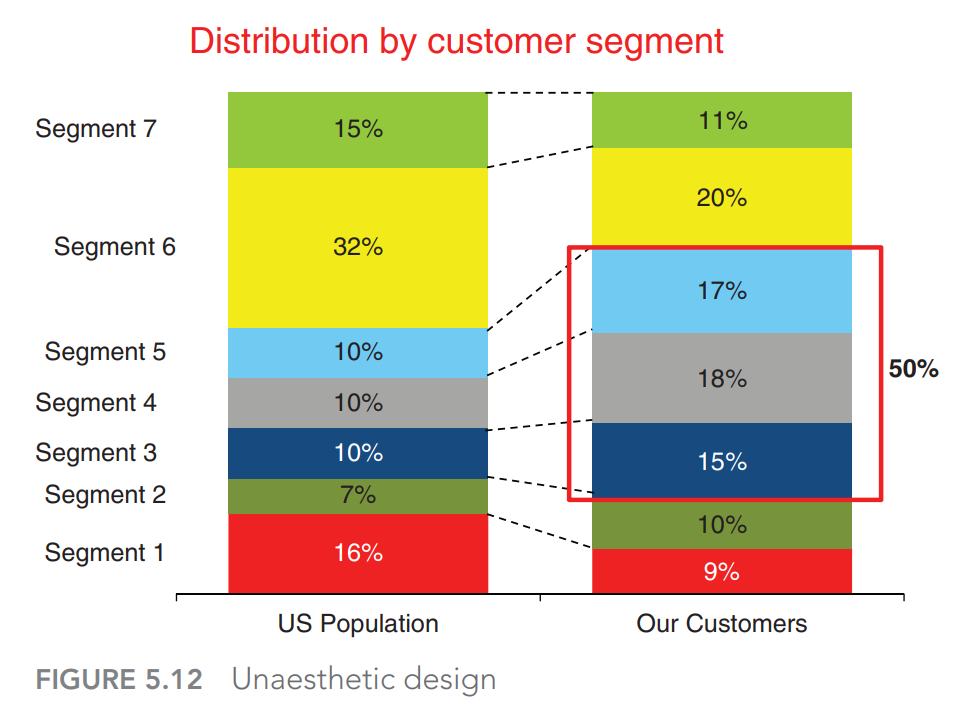 Distribution by customer segment
Segment 7 15% 11%
Segment 6 32% 20%
Segment 5 10% 17%
Segment 4 10% 18% 50%
Segment 3 10% 15%
Segment 2 7% 10%
Segment 1 16% 9%
US Population Our Customers
FIGURE 5.12 Unaesthetic design